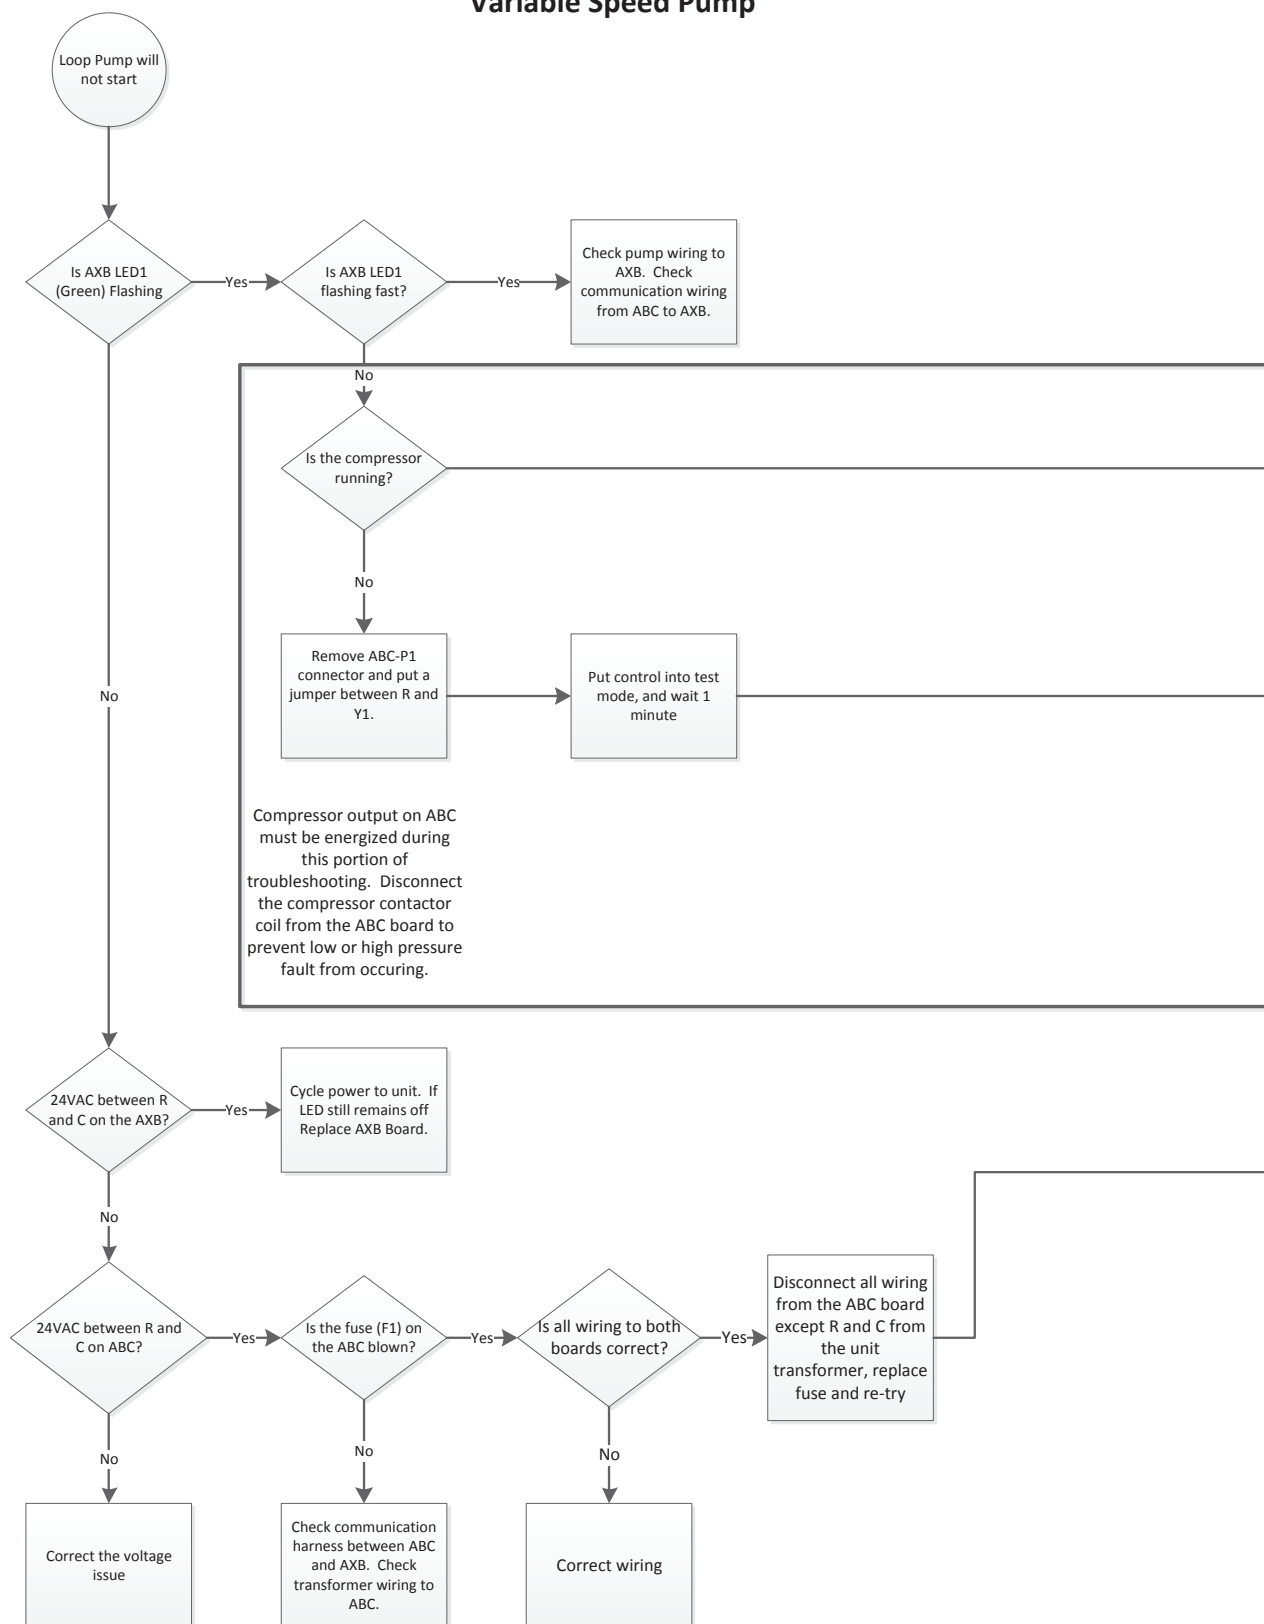 Variable Speed Pump
Loop Pump will
not start
Is AXB LED1
(Green) Flashing
Yes
Is AXB LED1
flashing fast?
Yes
Check pump wiring to
AXB. Check
communication wiring
from ABC to AXB.
No
Is the compressor
running?
No
Remove ABC-P1
connector and put a
jumper between R and
Y1.
Put control into test
mode, and wait 1
minute
No
Compressor output on ABC
must be energized during
this portion of
troubleshooting. Disconnect
the compressor contactor
coil from the ABC board to
prevent low or high pressure
fault from occuring.
24VAC between R
and C on the AXB?
Yes
Cycle power to unit. If
LED still remains off
Replace AXB Board.
No
24VAC between R and
C on ABC?
Yes
Is the fuse (F1) on
the ABC blown?
Yes
Is all wiring to both
boards correct?
Yes
Disconnect all wiring
from the ABC board
except R and C from
the unit
transformer, replace
fuse and re-try
No
No
No
Correct the voltage
issue
Check communication
harness between ABC
and AXB. Check
transformer wiring to
ABC.
Correct wiring